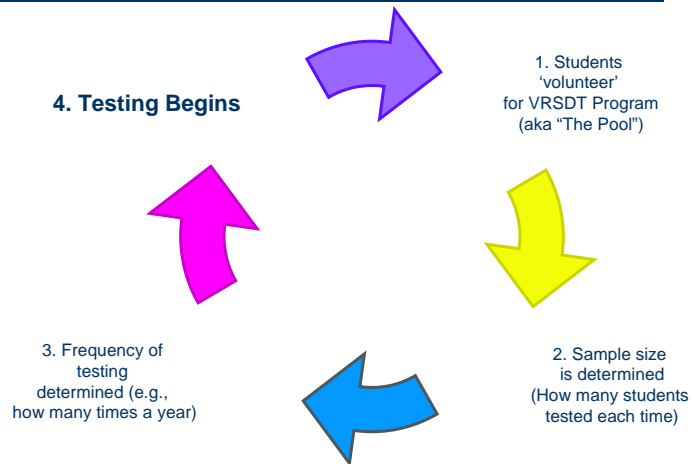 1. Students
‘volunteer’
for VRSDT Program
(aka “The Pool”)
2. Sample size
is determined
(How many students
tested each time)
3. Frequency of
testing
determined (e.g.,
how many times a year)
4. Testing Begins